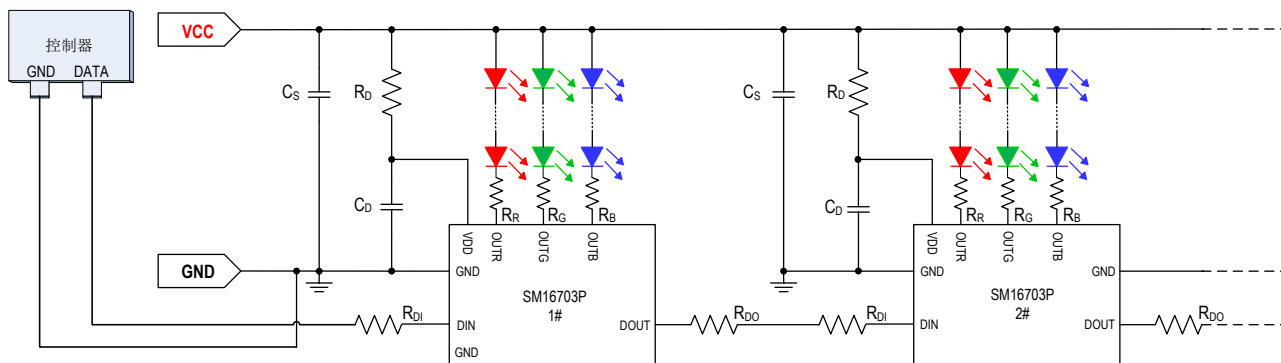 控制器
GND DATA
VCC
GND
CS
RD
CD
RR
RG
RB
VDD
OUTR
OUTG
OUTB
GND
SM16703P
1#
DIN
GND
DOUT
RDI
RDO
RDI
CS
RD
CD
RR
RG
RB
VDD
OUTR
OUTG
OUTB
GND
GND
SM16703P
2#
DIN
DOUT
RDO